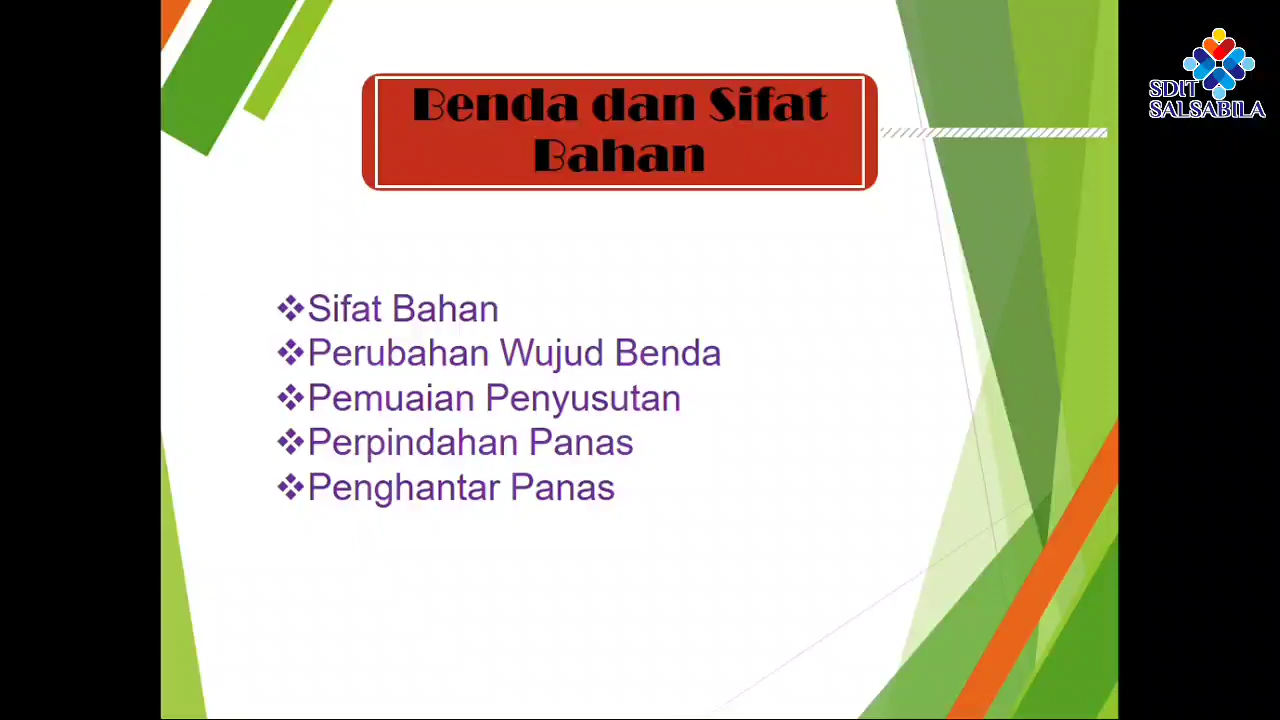 Benda dan Sifat
Bahan
SDIT
SALSABILA
Sifat Bahan
Perubahan Wujud Benda
Pemuaian Penyusutan
Perpindahan Panas
Penghantar Panas